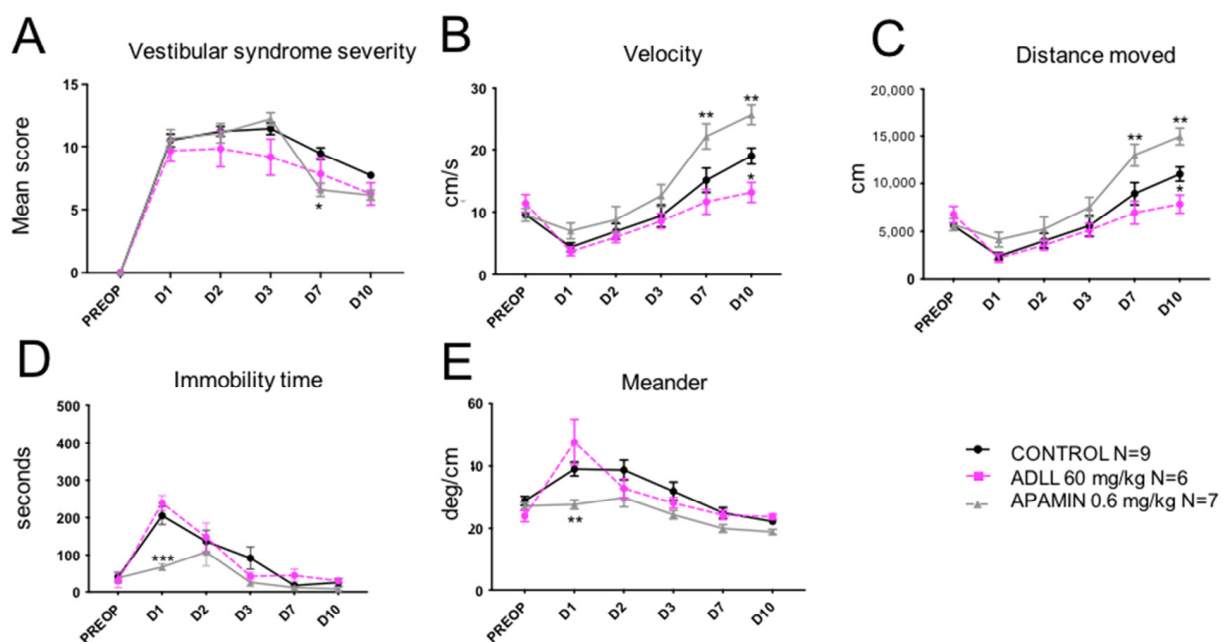 A
Vestibular syndrome severity
Mean score
15
10
5
0
*
PREOP
D1
D2
D3
D7
D10
B
Velocity
cm/s
30
20
10
0
**
**
*
PREOP
D1
D2
D3
D7
D10
C
Distance moved
cm
20,000
15,000
10,000
5,000
0
**
**
*
PREOP
D1
D2
D3
D7
D10
D
Immobility time
seconds
500
400
300
200
100
0
***
PREOP
D1
D2
D3
D7
D10
E
Meander
deg/cm
60
40
20
0
**
PREOP
D1
D2
D3
D7
D10
CONTROL N=9
ADLL 60 mg/kg N=6
APAMIN 0.6 mg/kg N=7